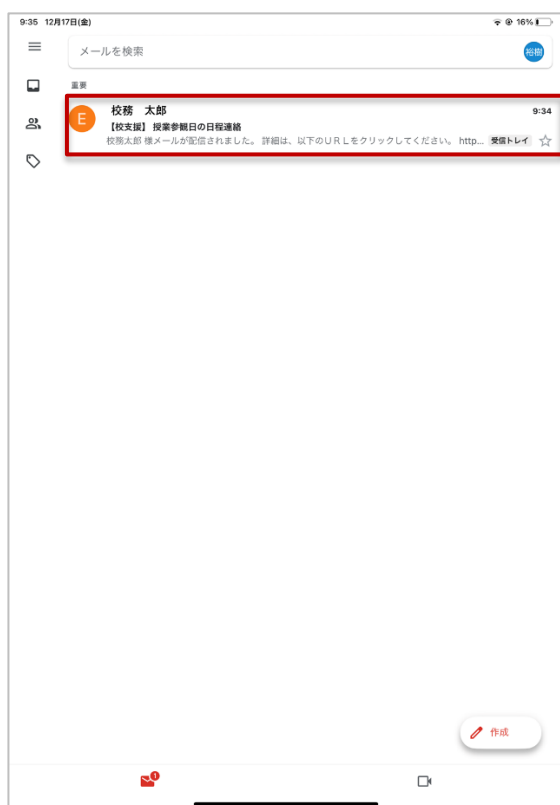 9:35 12月17日(金)
16%
メールを検索
裕樹
重要
E
校務 太郎
9:34
【校支援】 授業参観日の日程連絡
校務太郎 様メールが配信されました。 詳細は、以下のURLをクリックしてください。 http...
受信トレイ
作成
1